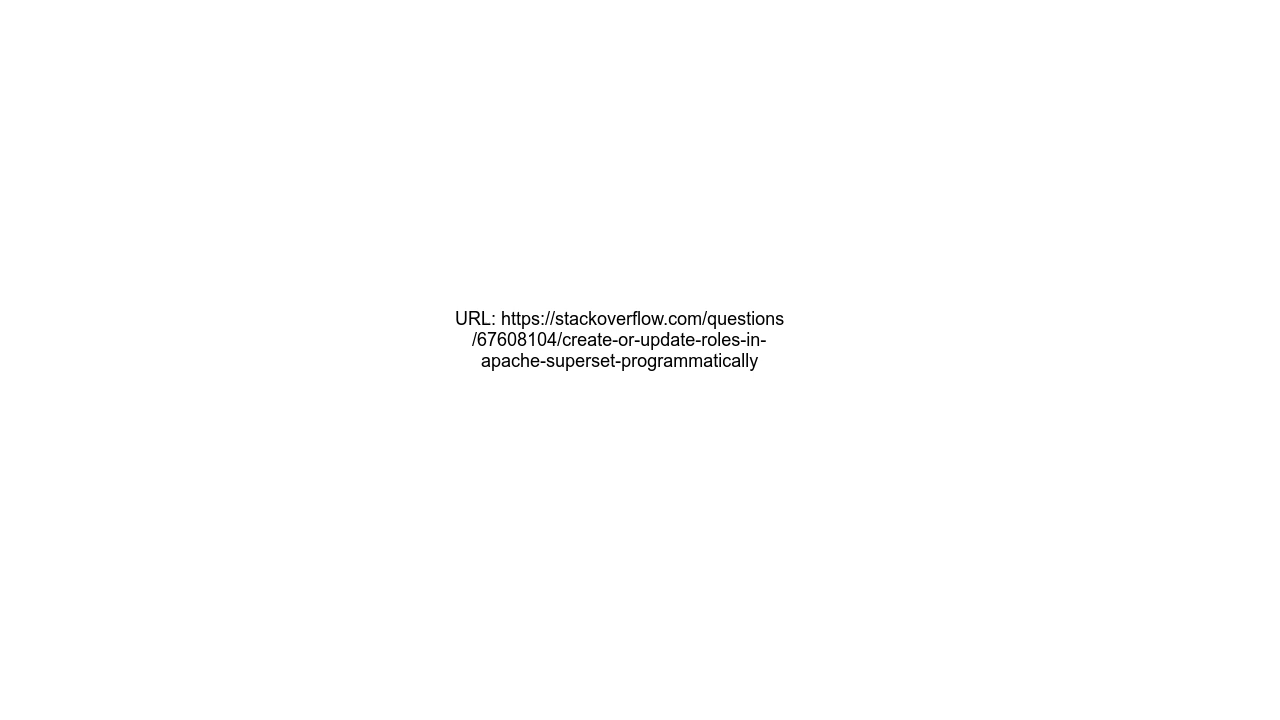 URL: https://stackoverflow.com/questions
/67608104/create-or-update-roles-in-
apache-superset-programmatically